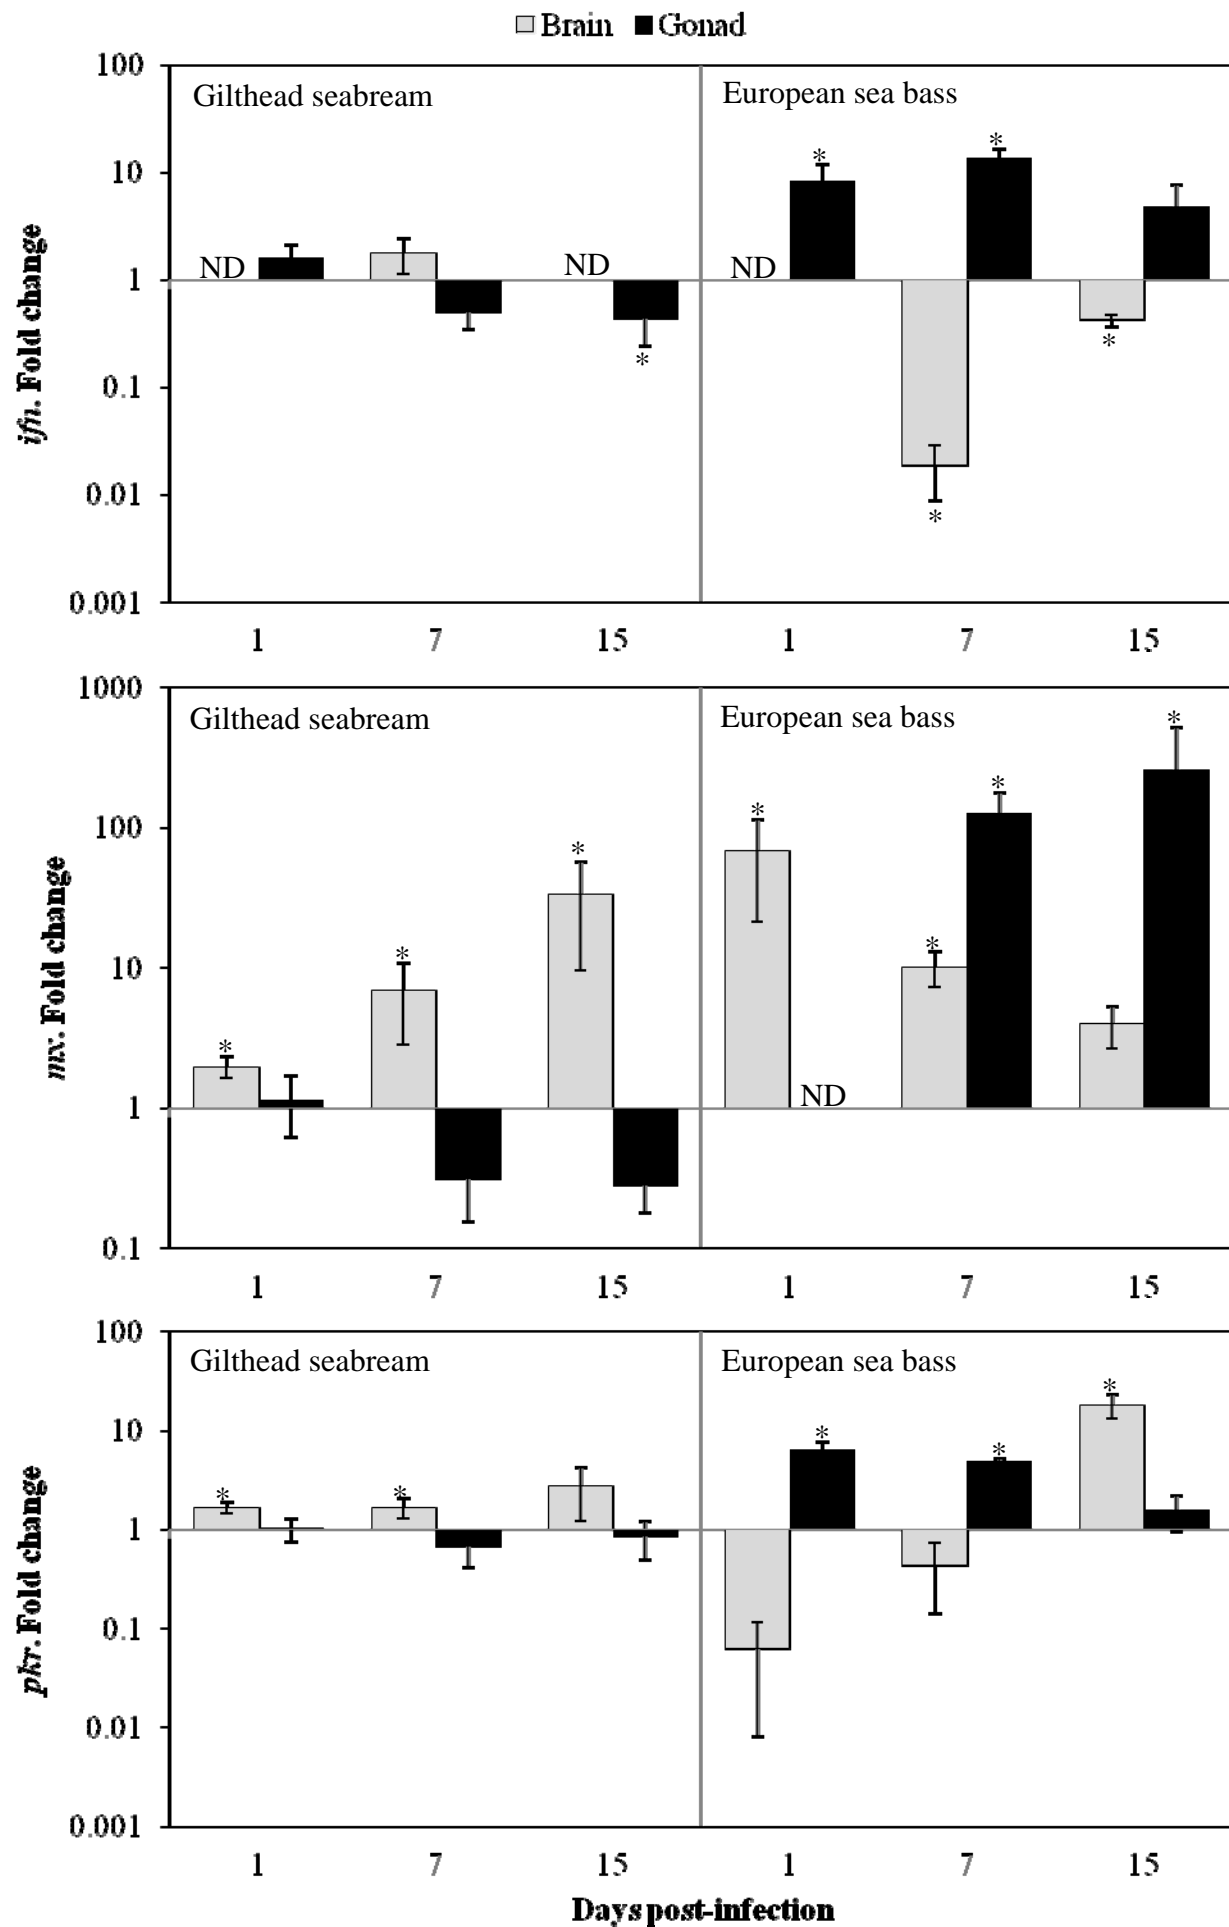 Brain Gonad
100
Gilthead seabream European sea bass
* *
10
ND ND ND
1
* *
0.1
*
0.01
0.001
ifn. Fold change
1 7 15 1 7 15
1000
Gilthead seabream European sea bass
* *
100
* *
* *
10
*
ND
1
0.1
mx. Fold change
1 7 15 1 7 15
100
Gilthead seabream European sea bass
*
10
* *
* *
1
0.1
0.01
0.001
pkr. Fold change
1 7 15 1 7 15
Days post-infection